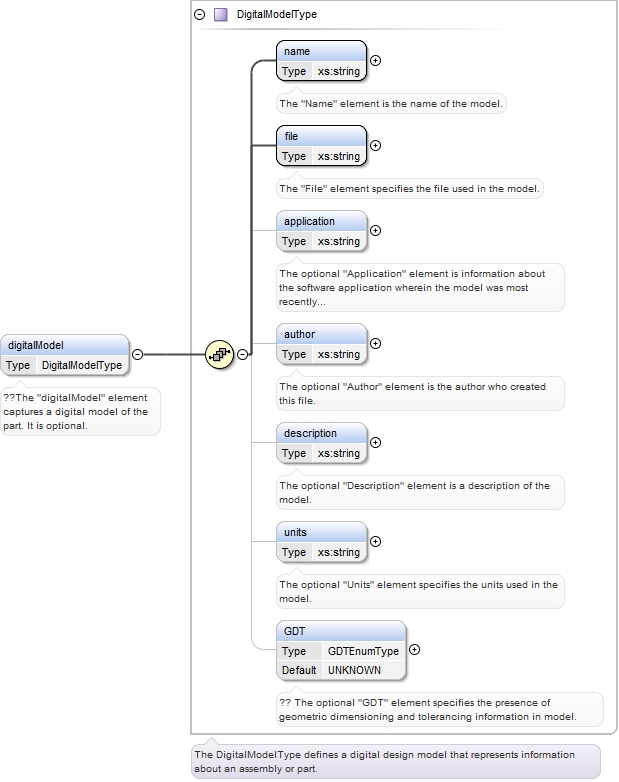 DigitalModelType
name
Type xs:string
The "Name" element is the name of the model.
file
Type xs:string
The "File" element specifies the file used in the model.
application
Type xs:string
The optional "Application" element is information about
the software application wherein the model was most
recently...
digitalModel
Type DigitalModelType
??The "digitalModel" element
captures a digital model of the
part. It is optional.
author
Type xs:string
The optional "Author" element is the author who created
this file.
description
Type xs:string
The optional "Description" element is a description of the
model.
units
Type xs:string
The optional "Units" element specifies the units used in the
model.
GDT
Type GDTEnumType
Default UNKNOWN
?? The optional "GDT" element specifies the presence of
geometric dimensioning and tolerancing information in model.
The DigitalModelType defines a digital design model that represents information
about an assembly or part.